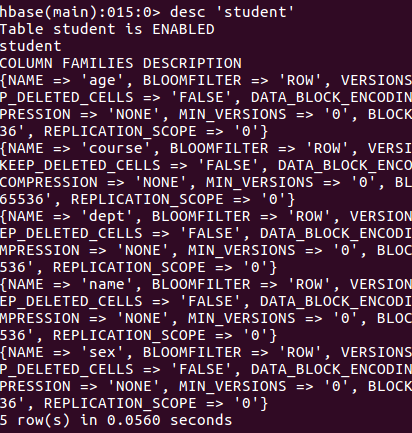 hbase(main):015:0> desc 'student'
Table student is ENABLED
student
COLUMN FAMILIES DESCRIPTION
{NAME => 'age', BLOOMFILTER => 'ROW', VERSIONS
P_DELETED_CELLS => 'FALSE', DATA_BLOCK_ENCODIN
PRESSION => 'NONE', MIN_VERSIONS => '0', BLOCK
36', REPLICATION_SCOPE => '0'}
{NAME => 'course', BLOOMFILTER => 'ROW', VERSI
KEEP_DELETED_CELLS => 'FALSE', DATA_BLOCK_ENCO
COMPRESSION => 'NONE', MIN_VERSIONS => '0', BL
65536', REPLICATION_SCOPE => '0'}
{NAME => 'dept', BLOOMFILTER => 'ROW', VERSION
EP_DELETED_CELLS => 'FALSE', DATA_BLOCK_ENCODI
MPRESSION => 'NONE', MIN_VERSIONS => '0', BLOC
536', REPLICATION_SCOPE => '0'}
{NAME => 'name', BLOOMFILTER => 'ROW', VERSION
EP_DELETED_CELLS => 'FALSE', DATA_BLOCK_ENCODI
MPRESSION => 'NONE', MIN_VERSIONS => '0', BLOC
536', REPLICATION_SCOPE => '0'}
{NAME => 'sex', BLOOMFILTER => 'ROW', VERSIONS
P_DELETED_CELLS => 'FALSE', DATA_BLOCK_ENCODIN
PRESSION => 'NONE', MIN_VERSIONS => '0', BLOCK
36', REPLICATION_SCOPE => '0'}
5 row(s) in 0.0560 seconds